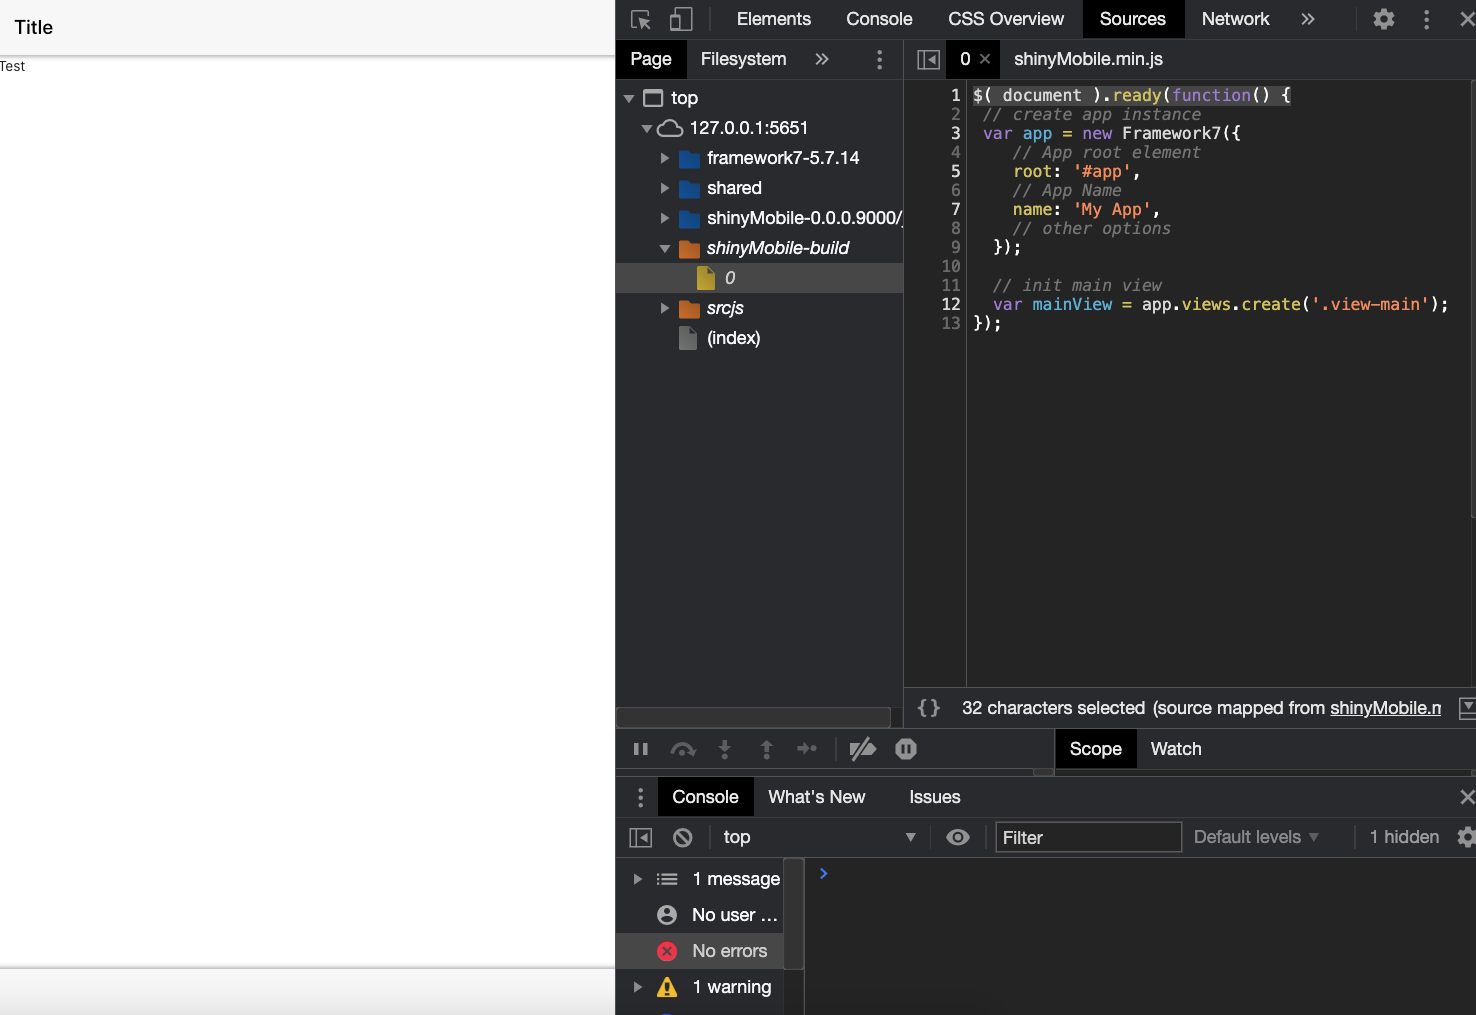 Title
Test
Elements Console CSS Overview Sources Network »
Page Filesystem »
0 × shinyMobile.min.js
top
127.0.0.1:5651
framework7-5.7.14
shared
shinyMobile-0.0.0.9000/
shinyMobile-build
0
srcjs
(index)
1 $( document ).ready(function() {
2 // create app instance
3 var app = new Framework7({
4 // App root element
5 root: '#app',
6 // App Name
7 name: 'My App',
8 // other options
9 });
10
11 // init main view
12 var mainView = app.views.create('.view-main');
13 });
{} 32 characters selected (source mapped from shinyMobile.m
Scope Watch
Console What's New Issues
top Filter Default levels 1 hidden
1 message
No user ...
No errors
1 warning